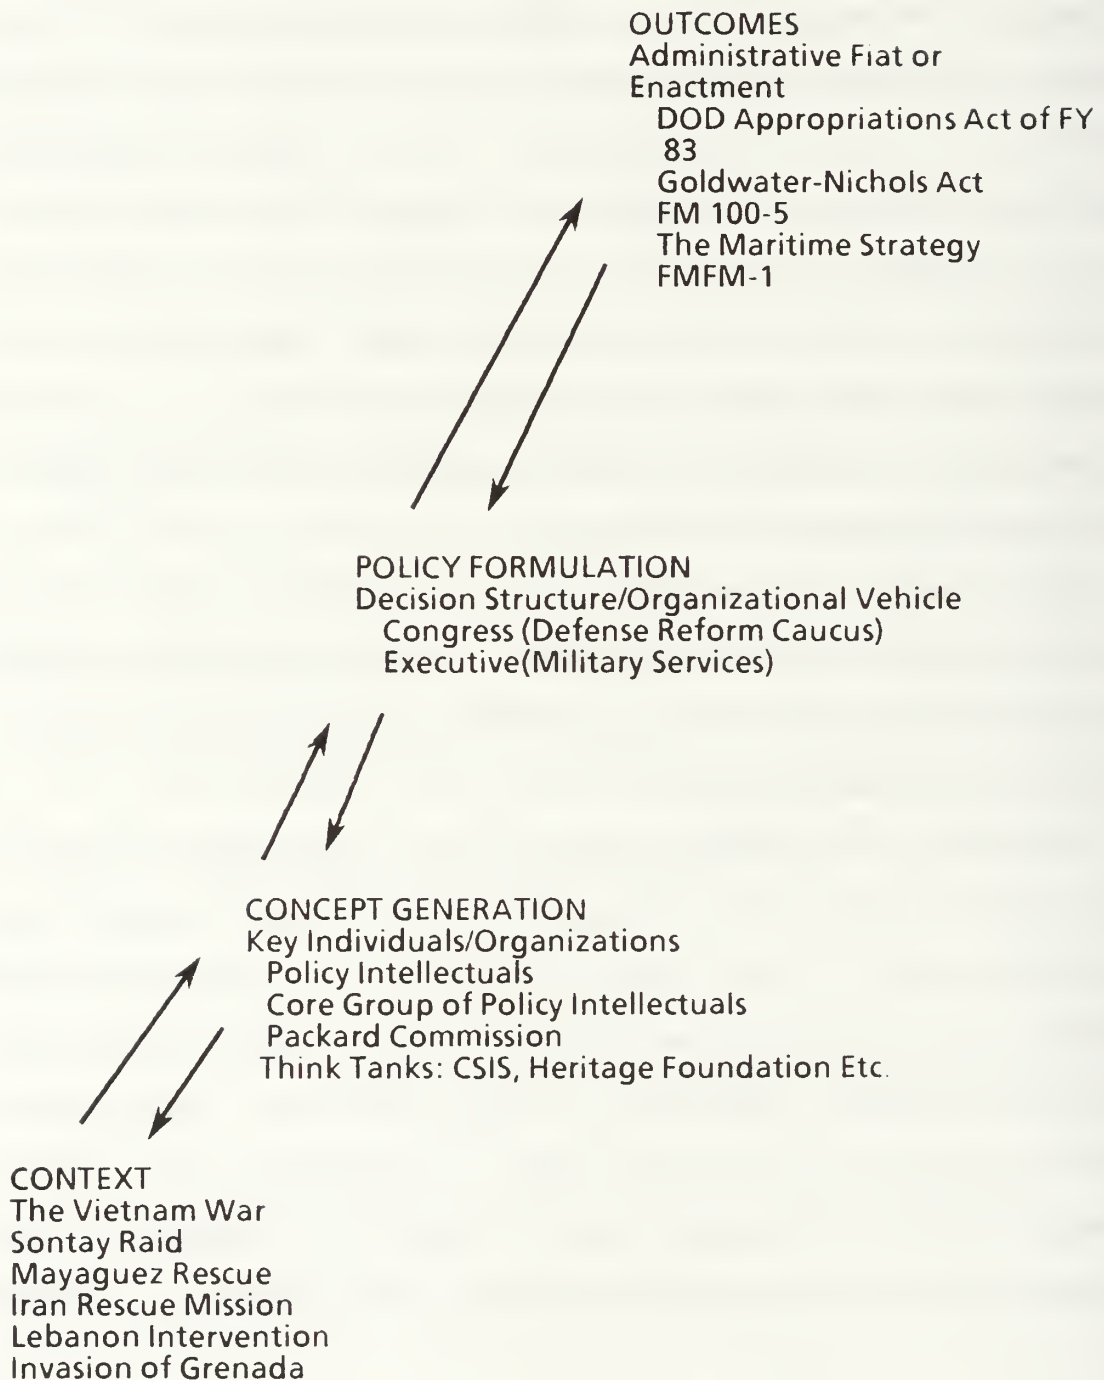 OUTCOMES
Administrative Fiat or
Enactment
DOD Appropriations Act of FY
83
Goldwater-Nichols Act
FM 100-5
The Maritime Strategy
FMFM-1
POLICY FORMULATION
Decision Structure/Organizational Vehicle
Congress (Defense Reform Caucus)
Executive(Military Services)
CONCEPT GENERATION
Key Individuals/Organizations
Policy Intellectuals
Core Group of Policy Intellectuals
Packard Commission
Think Tanks: CSIS, Heritage Foundation Etc.
CONTEXT
The Vietnam War
Sontay Raid
Mayaguez Rescue
Iran Rescue Mission
Lebanon Intervention
Invasion of Grenada